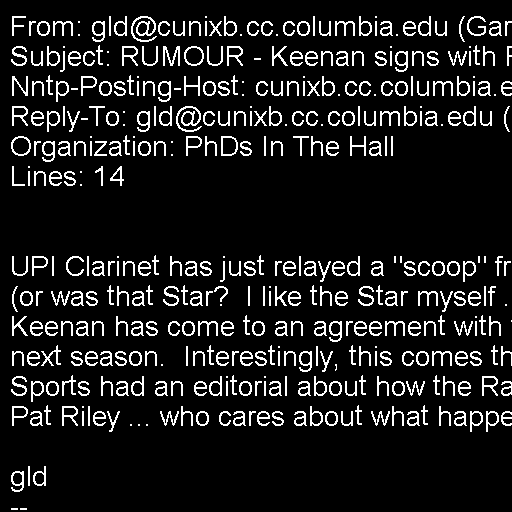 From: gld@cunixb.cc.columbia.edu (Gar
Subject: RUMOUR - Keenan signs with
Nntp-Posting-Host: cunixb.cc.columbia.e
Reply-To: gld@cunixb.cc.columbia.edu (
Organization: PhDs In The Hall
Lines: 14
UPI Clarinet has just relayed a "scoop" fr
(or was that Star?  I like the Star myself .
Keenan has come to an agreement with
next season.  Interestingly, this comes th
Sports had an editorial about how the Ra
Pat Riley ... who cares about what happe
gld
--